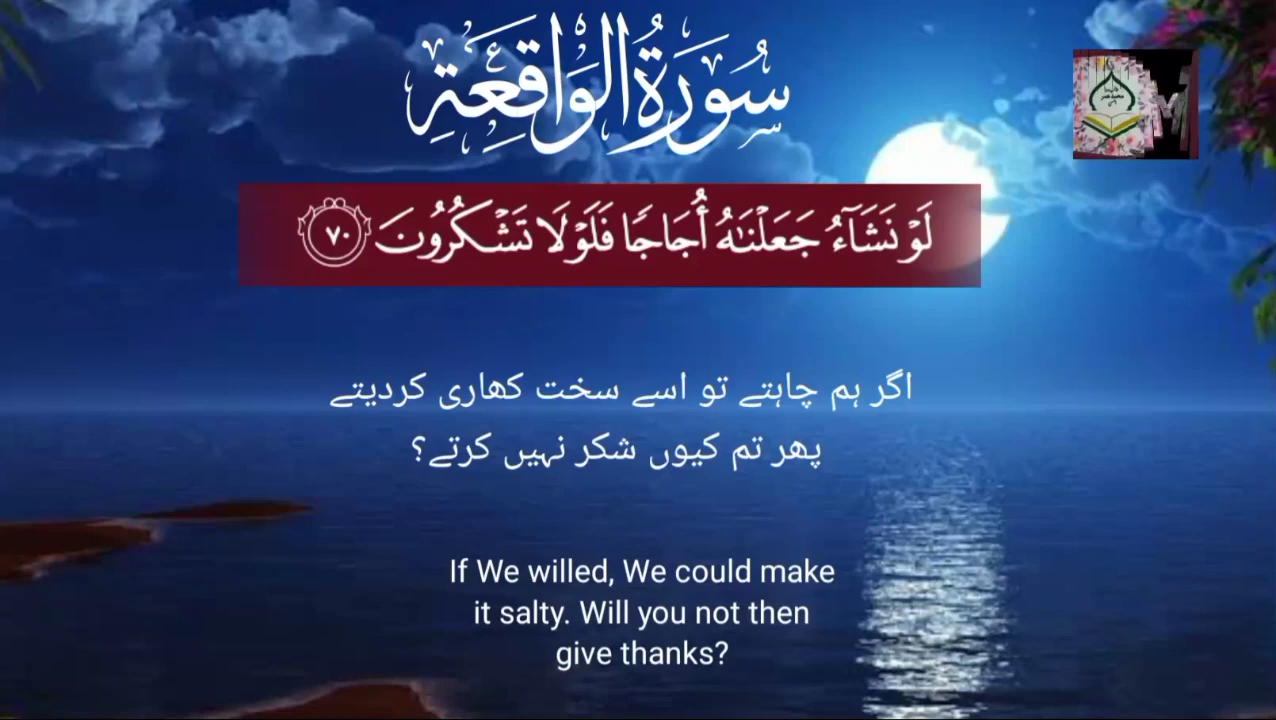 سُورَةُ الْوَاقِعَةِ
لَوْ نَشَآءُ جَعَلْنَٰهُ أُجَاجٗا فَلَوْلَا تَشْكُرُونَ ٧٠
اگر ہم چاہتے تو اسے سخت کھاری کردیتے
پھر تم کیوں شکر نہیں کرتے؟
If We willed, We could make
it salty. Will you not then
give thanks?